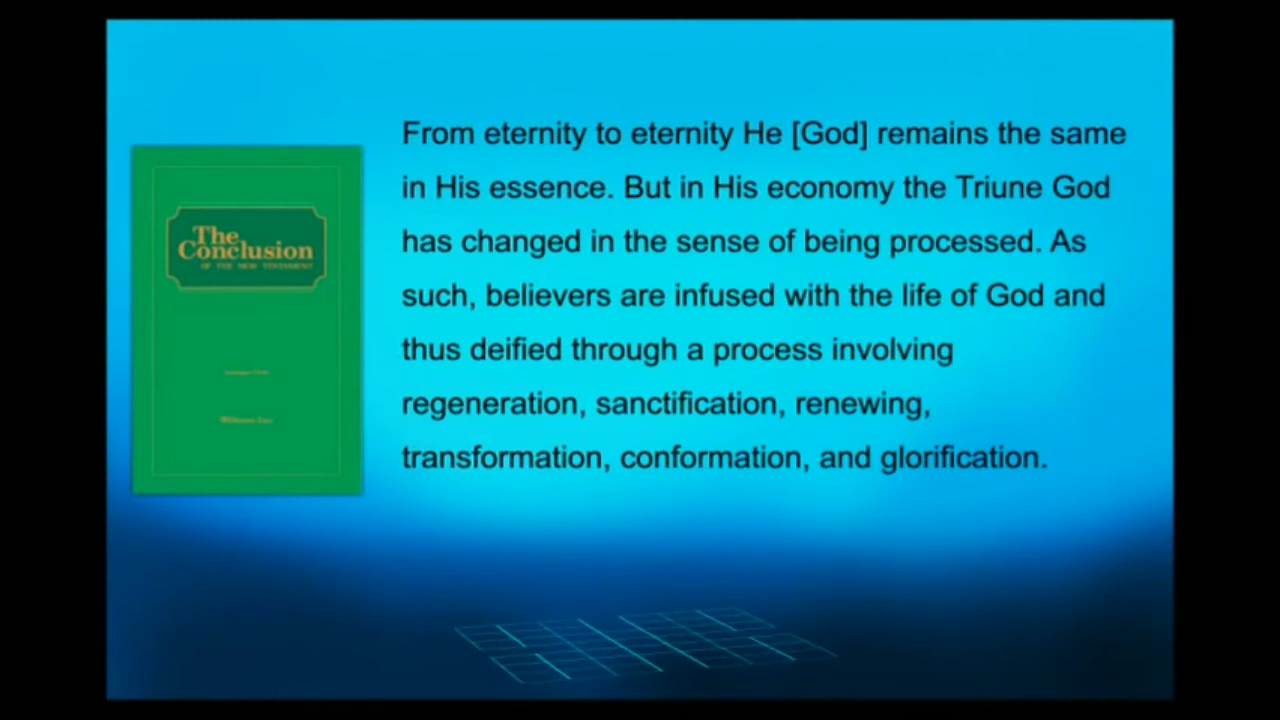 The
Conclusion
OF THE NEW TESTAMENT
Witness Lee
From eternity to eternity He [God] remains the same
in His essence. But in His economy the Triune God
has changed in the sense of being processed. As
such, believers are infused with the life of God and
thus deified through a process involving
regeneration, sanctification, renewing,
transformation, conformation, and glorification.